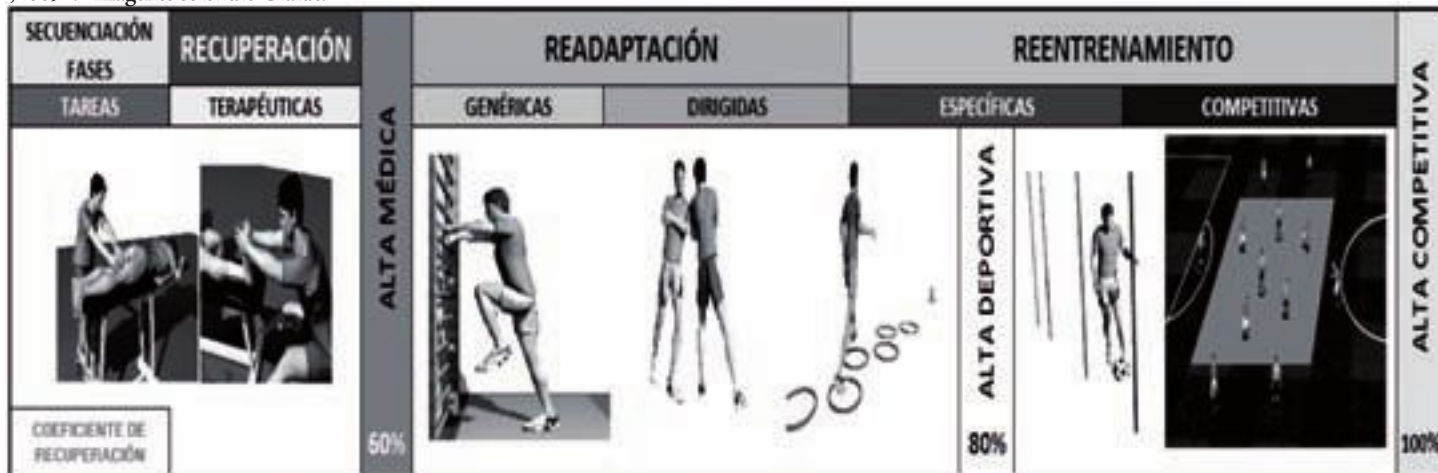 SECUENCIACIÓN
FASES
RECUPERACIÓN
READAPTACIÓN
REENTRENAMIENTO
TAREAS
TERAPÉUTICAS
GENÉRICAS
DIRIGIDAS
ESPECÍFICAS
COMPETITIVAS
ALTA MÉDICA
ALTA DEPORTIVA
ALTA COMPETITIVA
COEFICIENTE DE
RECUPERACIÓN
60%
80%
100%